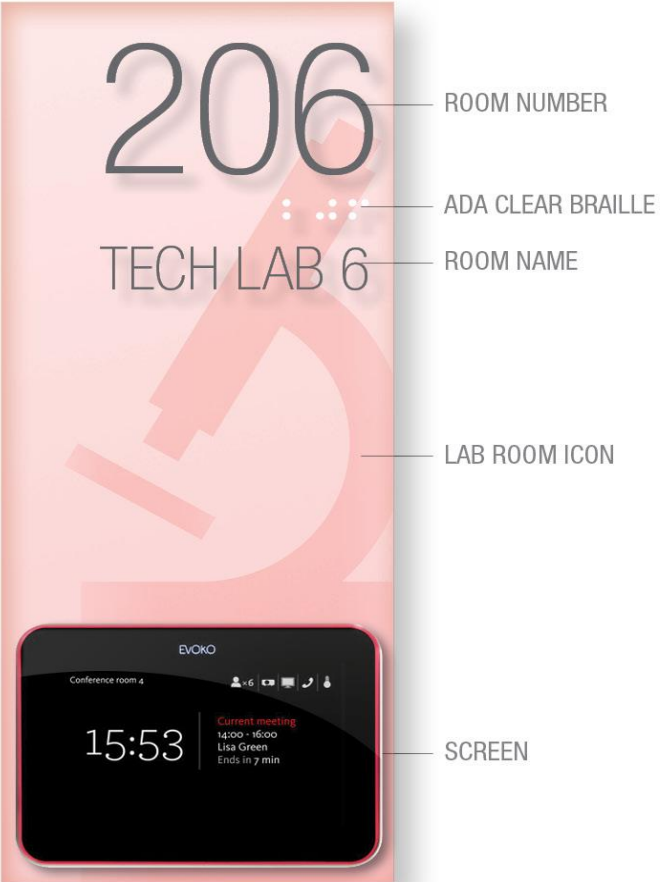 206
ROOM NUMBER
ADA CLEAR BRAILLE
TECH LAB 6
ROOM NAME
LAB ROOM ICON
EVOKO
Conference room 4
×6
15:53
Current meeting
14:00 - 16:00
Lisa Green
Ends in 7 min
SCREEN